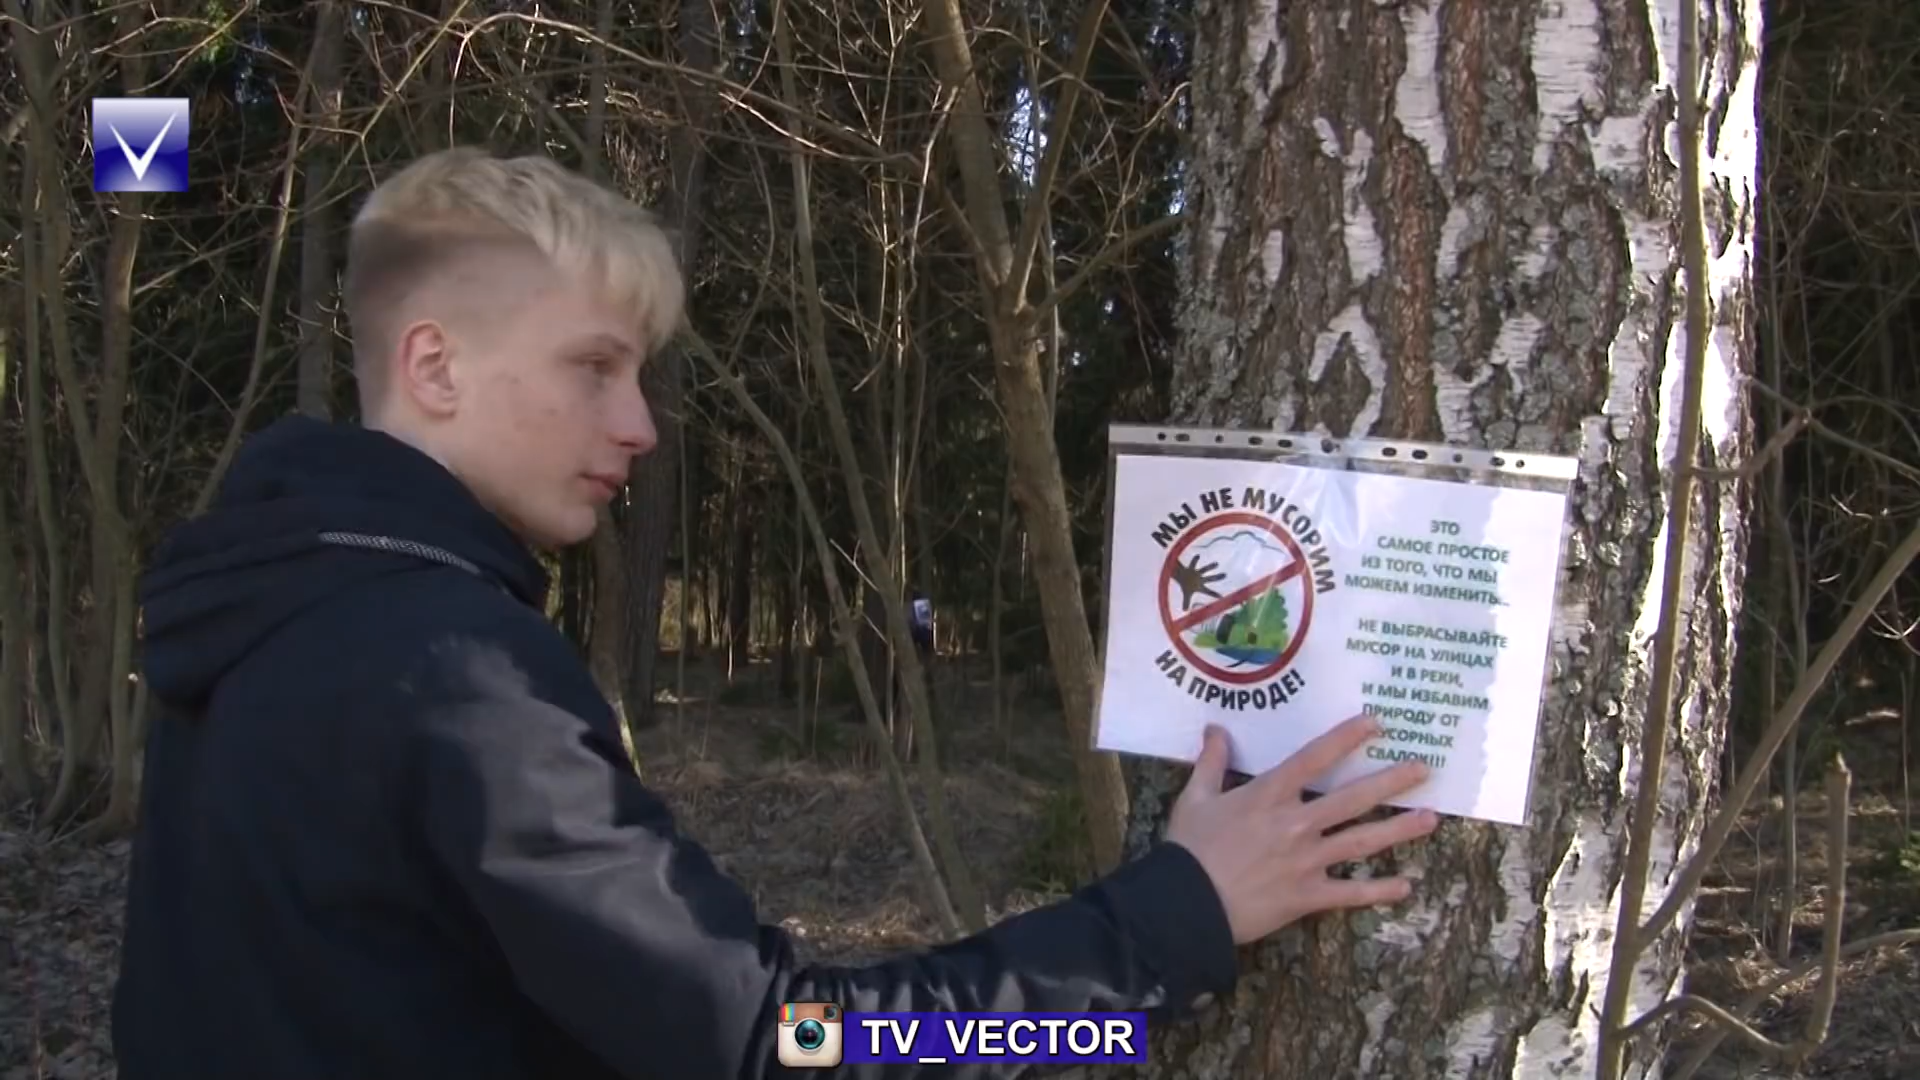 МЫ НЕ МУСОРИМ
НА ПРИРОДЕ!
ЭТО
САМОЕ ПРОСТОЕ
ИЗ ТОГО, ЧТО МЫ
МОЖЕМ ИЗМЕНИТЬ...
НЕ ВЫБРАСЫВАЙТЕ
МУСОР НА УЛИЦАХ
И В РЕКИ,
И МЫ ИЗБАВИМ
ПРИРОДУ ОТ
МУСОРНЫХ
СВАЛОК!!!
TV_VECTOR